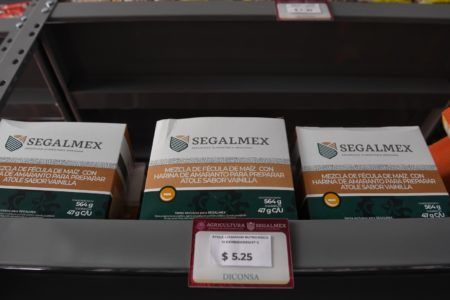 SEGALMEX
MEZCLA DE FÉCULA DE MAÍZ CON
HARINA DE AMARANTO PARA PREPARAR
ATOLE SABOR VAINILLA
564 g
47 g C/U
SEGALMEX
MEZCLA DE FÉCULA DE MAÍZ CON
HARINA DE AMARANTO PARA PREPARAR
ATOLE SABOR VAINILLA
564 g
47 g C/U
SEGALMEX
MEZCLA DE FÉCULA DE MAÍZ CON
HARINA DE AMARANTO PARA PREPARAR
ATOLE SABOR VAINILLA
564 g
47 g C/U
AGRICULTURA SEGALMEX
$ 5.25
DICONSA